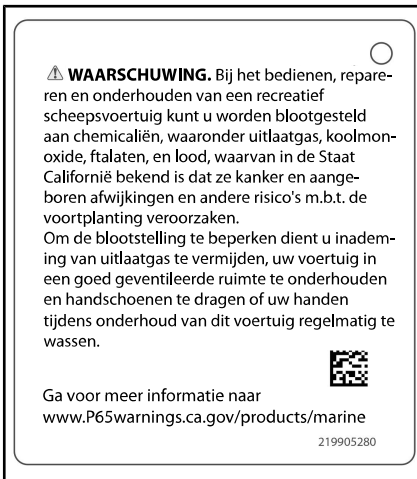 ⚠ WAARSCHUWING. Bij het bedienen, repare-
ren en onderhouden van een recreatief
scheepsvoertuig kunt u worden blootgesteld
aan chemicaliën, waaronder uitlaatgas, koolmon-
oxide, ftalaten, en lood, waarvan in de Staat
Californië bekend is dat ze kanker en aange-
boren afwijkingen en andere risico's m.b.t. de
voortplanting veroorzaken.
Om de blootstelling te beperken dient u inadem-
ing van uitlaatgas te vermijden, uw voertuig in
een goed geventileerde ruimte te onderhouden
en handschoenen te dragen of uw handen
tijdens onderhoud van dit voertuig regelmatig te
wassen.
Ga voor meer informatie naar
www.P65warnings.ca.gov/products/marine
219905280